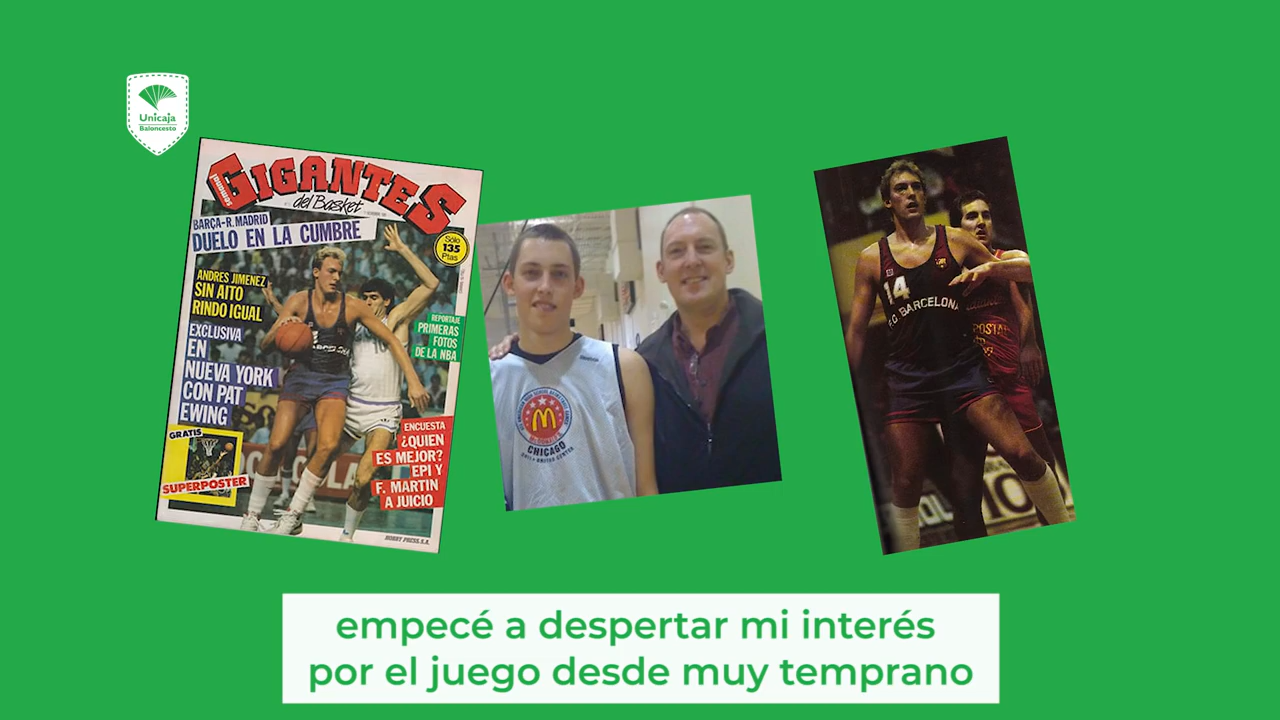 Unicaja
Baloncesto
semanal
GIGANTES
del Basket
BARÇA-R. MADRID
DUELO EN LA CUMBRE
Sólo
135
Ptas
ANDRES JIMENEZ
SIN AITO
RINDO IGUAL
EXCLUSIVA
EN
NUEVA YORK
CON PAT
EWING
REPORTAJE
PRIMERAS
FOTOS
DE LA NBA
GRATIS
SUPERPOSTER
ENCUESTA
¿QUIEN
ES MEJOR?
EPI Y
F. MARTIN
A JUICIO
HOBBY PRESS, S.A.
CHICAGO
14
F.C. BARCELONA
empecé a despertar mi interés
por el juego desde muy temprano